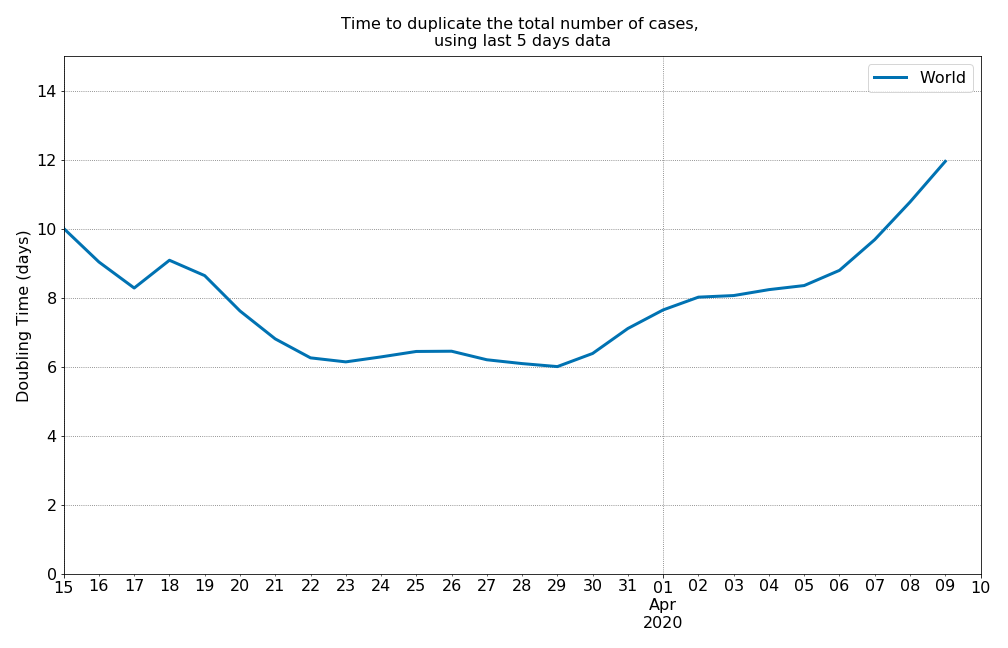 Time to duplicate the total number of cases,
using last 5 days data
World
Doubling Time (days)
14
12
10
8
6
4
2
0
15 16 17 18 19 20 21 22 23 24 25 26 27 28 29 30 31 01 02 03 04 05 06 07 08 09 10
Apr
2020